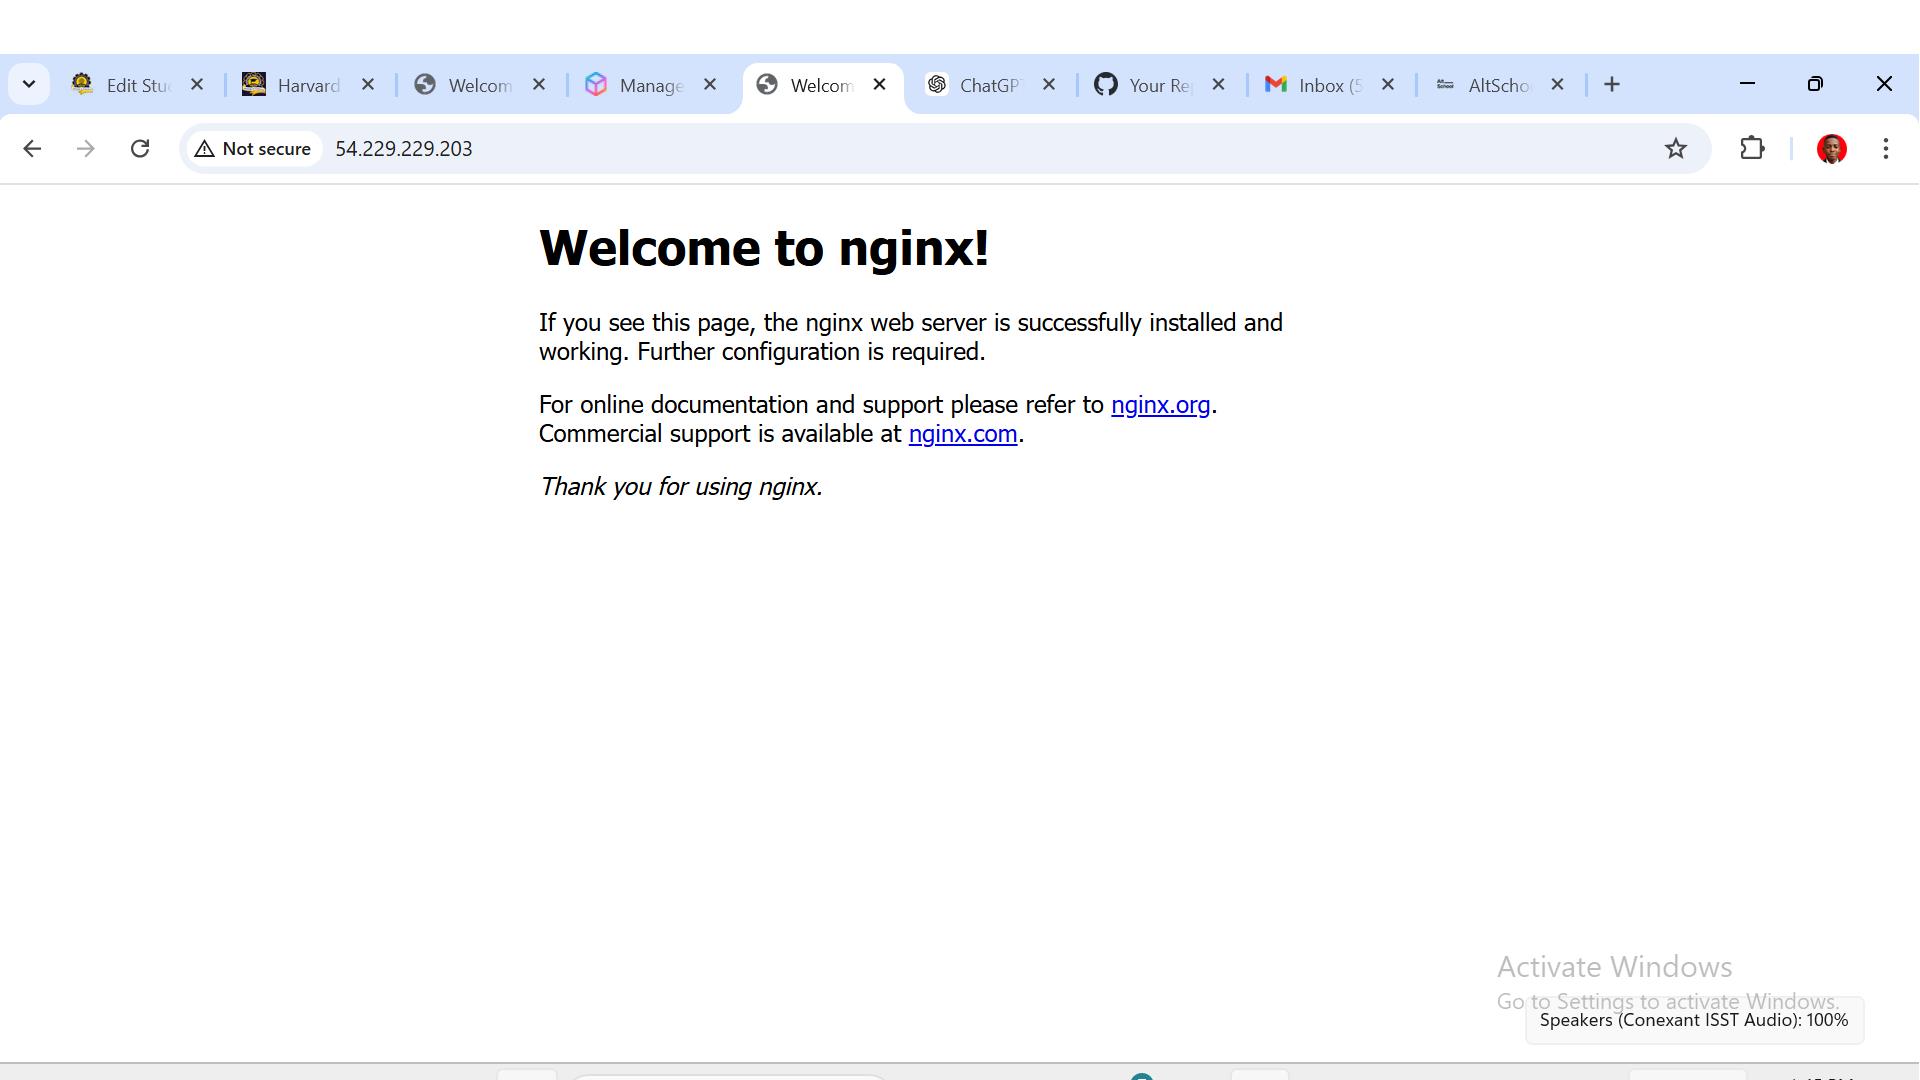 Edit Stu
Harvard
Welcom
Manage
Welcom
ChatGPT
Your Re
Inbox (5
AltScho
Not secure
54.229.229.203
Welcome to nginx!
If you see this page, the nginx web server is successfully installed and
working. Further configuration is required.
For online documentation and support please refer to nginx.org.
Commercial support is available at nginx.com.
Thank you for using nginx.
Activate Windows
Go to Settings to activate Windows.
Speakers (Conexant ISST Audio): 100%